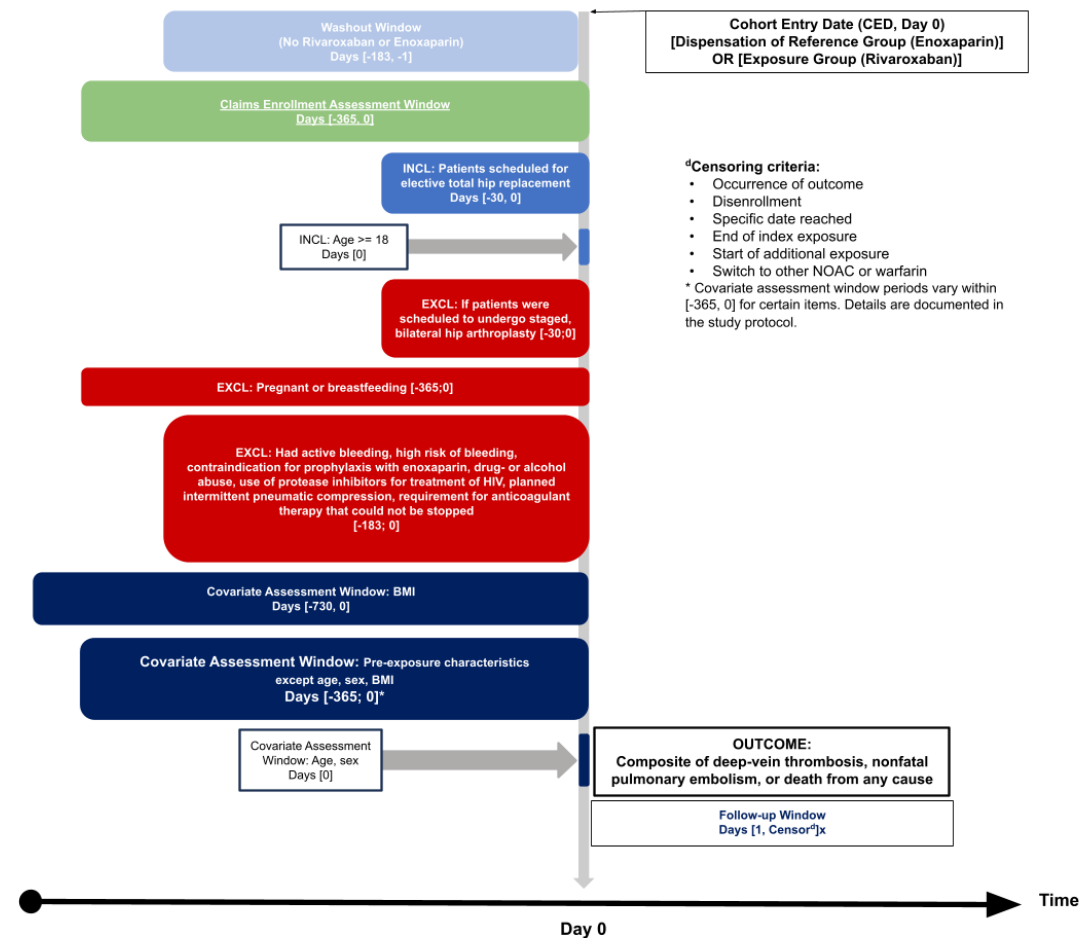 Washout Window
(No Rivaroxaban or Enoxaparin)
Days [-183, -1]
Cohort Entry Date (CED, Day 0)
[Dispensation of Reference Group (Enoxaparin)]
OR [Exposure Group (Rivaroxaban)]
Claims Enrollment Assessment Window
Days [-365, 0]
INCL: Patients scheduled for
elective total hip replacement
Days [-30, 0]
dCensoring criteria:
• Occurrence of outcome
• Disenrollment
• Specific date reached
• End of index exposure
• Start of additional exposure
• Switch to other NOAC or warfarin
* Covariate assessment window periods vary within
[-365, 0] for certain items. Details are documented in
the study protocol.
INCL: Age >= 18
Days [0]
EXCL: If patients were
scheduled to undergo staged,
bilateral hip arthroplasty [-30;0]
EXCL: Pregnant or breastfeeding [-365;0]
EXCL: Had active bleeding, high risk of bleeding,
contraindication for prophylaxis with enoxaparin, drug- or alcohol
abuse, use of protease inhibitors for treatment of HIV, planned
intermittent pneumatic compression, requirement for anticoagulant
therapy that could not be stopped
[-183; 0]
Covariate Assessment Window: BMI
Days [-730, 0]
Covariate Assessment Window: Pre-exposure characteristics
except age, sex, BMI
Days [-365; 0]*
Covariate Assessment
Window: Age, sex
Days [0]
OUTCOME:
Composite of deep-vein thrombosis, nonfatal
pulmonary embolism, or death from any cause
Follow-up Window
Days [1, Censord]x
Time
Day 0